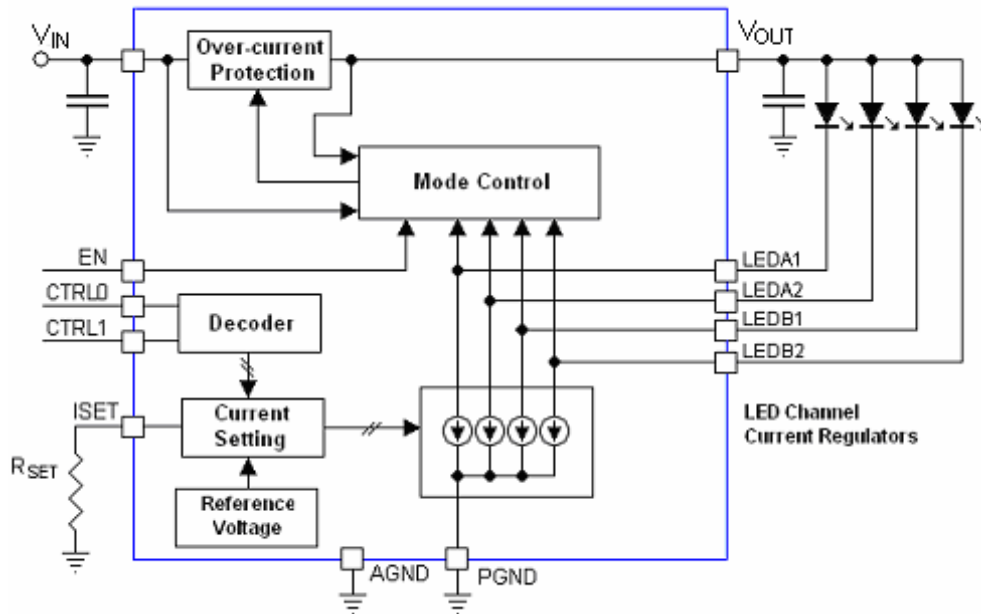 VIN
Over-current
Protection
VOUT
Mode Control
EN
CTRL0
CTRL1
Decoder
LEDA1
LEDA2
LEDB1
LEDB2
ISET
Current
Setting
LED Channel
Current Regulators
RSET
Reference
Voltage
AGND
PGND